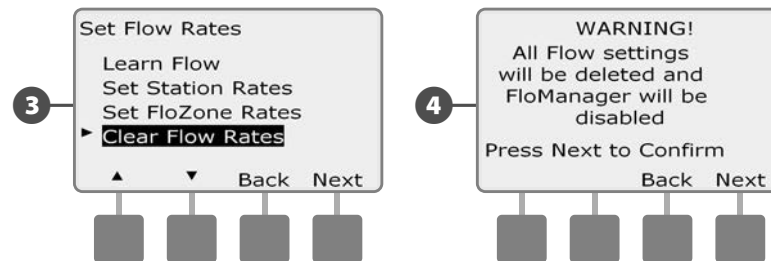 3
Set Flow Rates
Learn Flow
Set Station Rates
Set FloZone Rates
Clear Flow Rates
Back Next
4
WARNING!
All Flow settings
will be deleted and
FloManager will be
disabled
Press Next to Confirm
Back Next